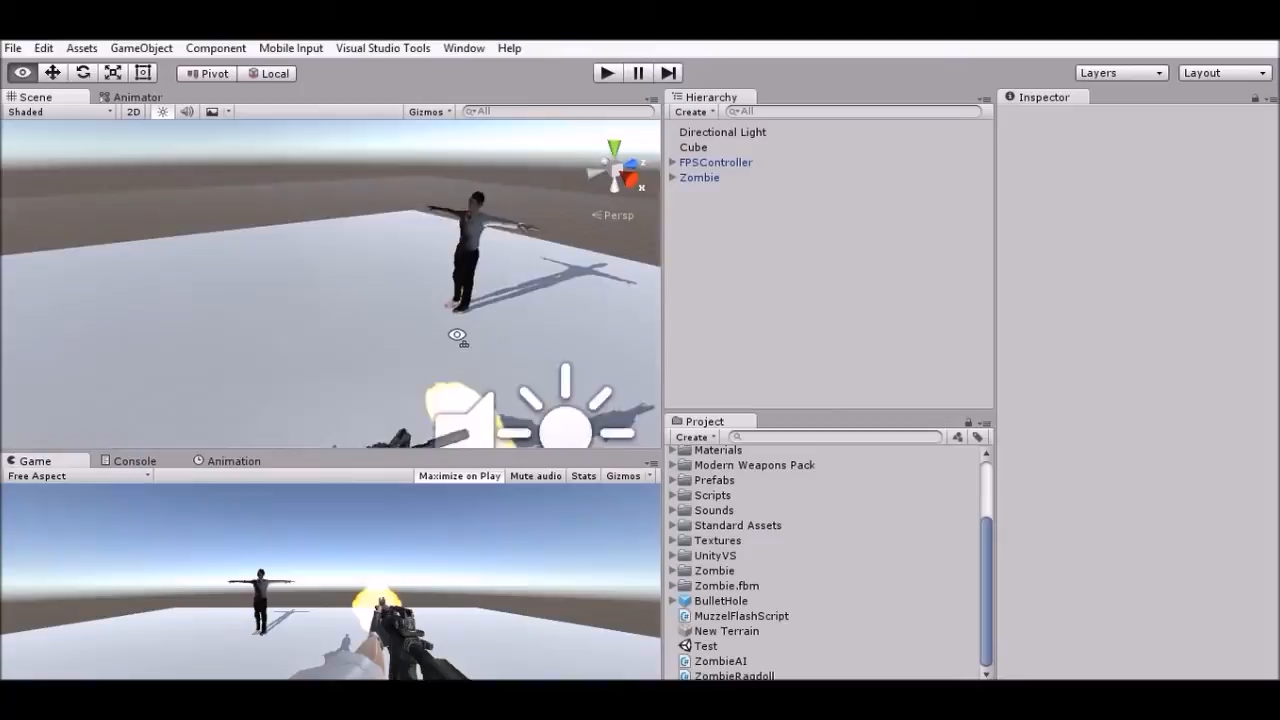 File Edit Assets GameObject Component Mobile Input Visual Studio Tools Window Help
Pivot Local Layers Layout
Scene Animator
Shaded 2D Gizmos All
y
z
x
Persp
Hierarchy
Create All
Directional Light
Cube
FPSController
Zombie
Inspector
Game Console Animation
Free Aspect Maximize on Play Mute audio Stats Gizmos
Project
Create
Materials
Modern Weapons Pack
Prefabs
Scripts
Sounds
Standard Assets
Textures
UnityVS
Zombie
Zombie.fbm
BulletHole
MuzzelFlashScript
New Terrain
Test
ZombieAI
ZombieRagdoll